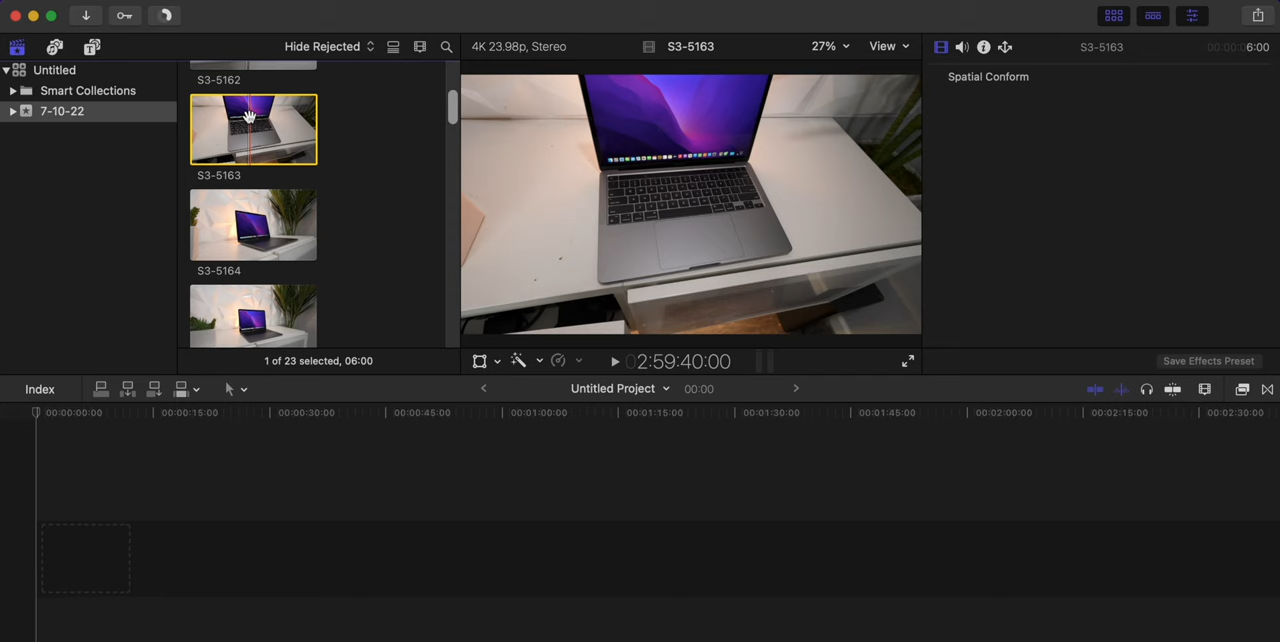 Hide Rejected
4K 23.98p, Stereo
S3-5163
27%
View
S3-5163
00:00:06:00
Untitled
Smart Collections
7-10-22
S3-5162
S3-5163
S3-5164
1 of 23 selected, 06:00
Spatial Conform
02:59:40:00
Save Effects Preset
Index
Untitled Project
00:00
00:00:00:00
00:00:15:00
00:00:30:00
00:00:45:00
00:01:00:00
00:01:15:00
00:01:30:00
00:01:45:00
00:02:00:00
00:02:15:00
00:02:30:00